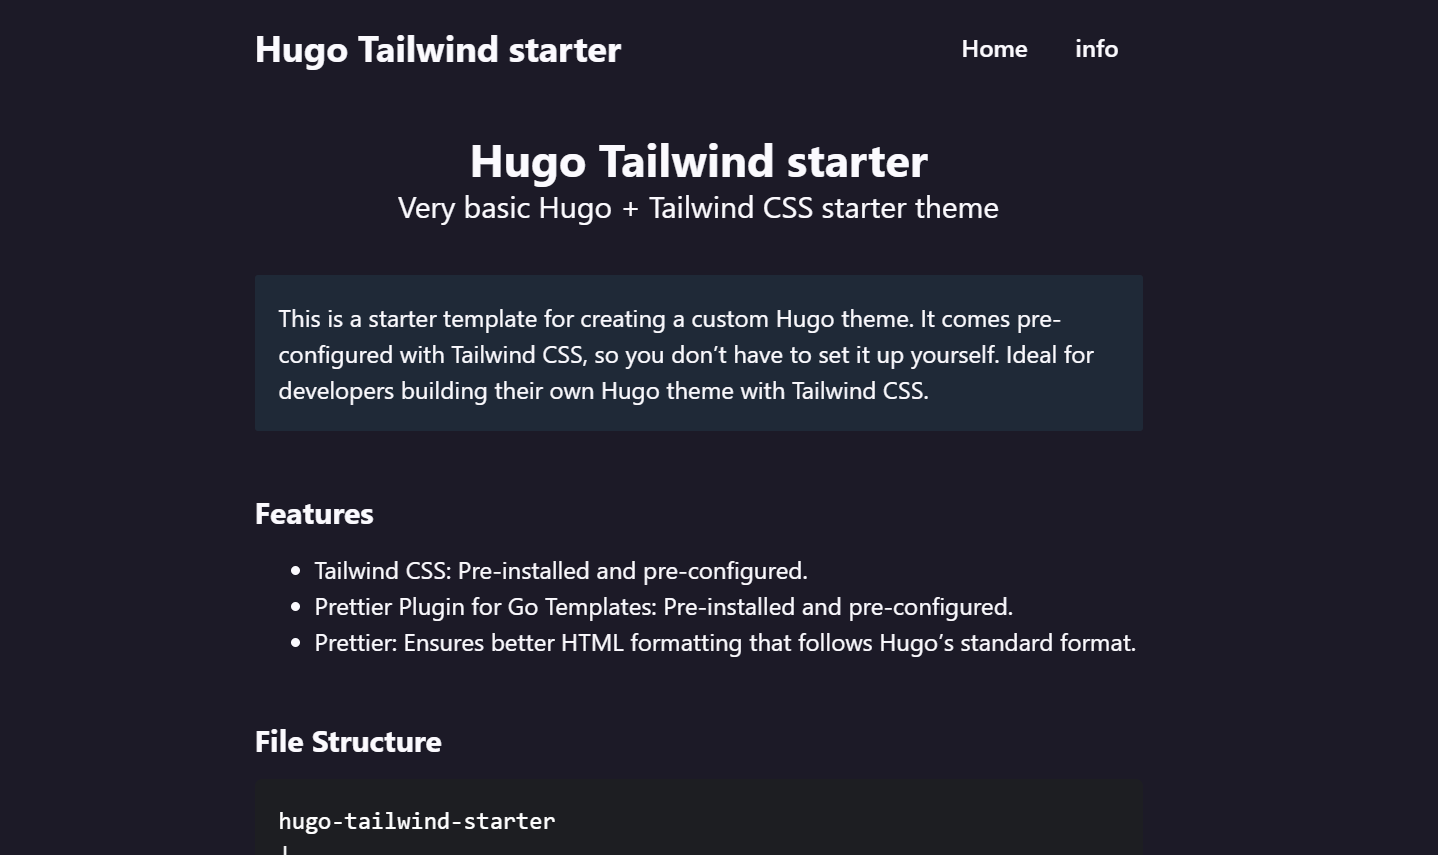 Hugo Tailwind starter
Home info
Hugo Tailwind starter
Very basic Hugo + Tailwind CSS starter theme
This is a starter template for creating a custom Hugo theme. It comes pre-
configured with Tailwind CSS, so you don’t have to set it up yourself. Ideal for
developers building their own Hugo theme with Tailwind CSS.
Features
• Tailwind CSS: Pre-installed and pre-configured.
• Prettier Plugin for Go Templates: Pre-installed and pre-configured.
• Prettier: Ensures better HTML formatting that follows Hugo’s standard format.
File Structure
hugo-tailwind-starter